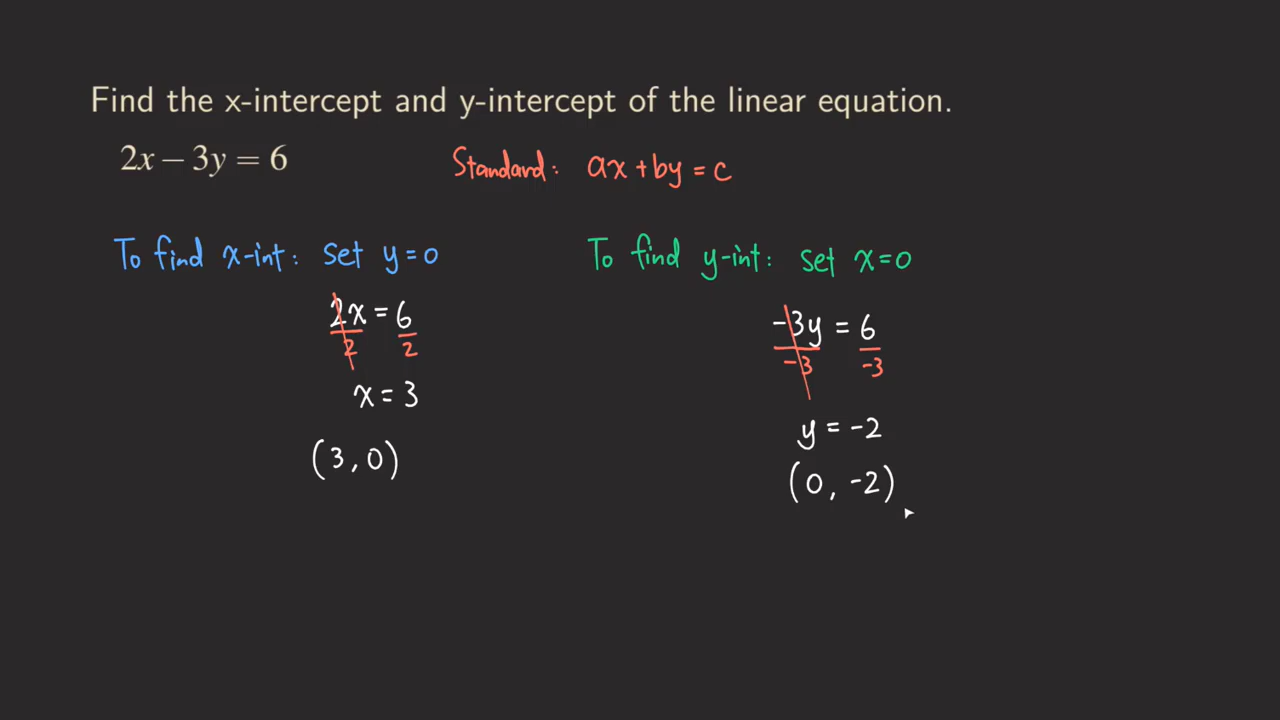 Find the x-intercept and y-intercept of the linear equation.
2x − 3y = 6
Standard: ax + by = c
To find x-int: set y = 0
2x = 6
2 2
x = 3
(3, 0)
To find y-int: set x = 0
-3y = 6
-3 -3
y = -2
(0, -2)